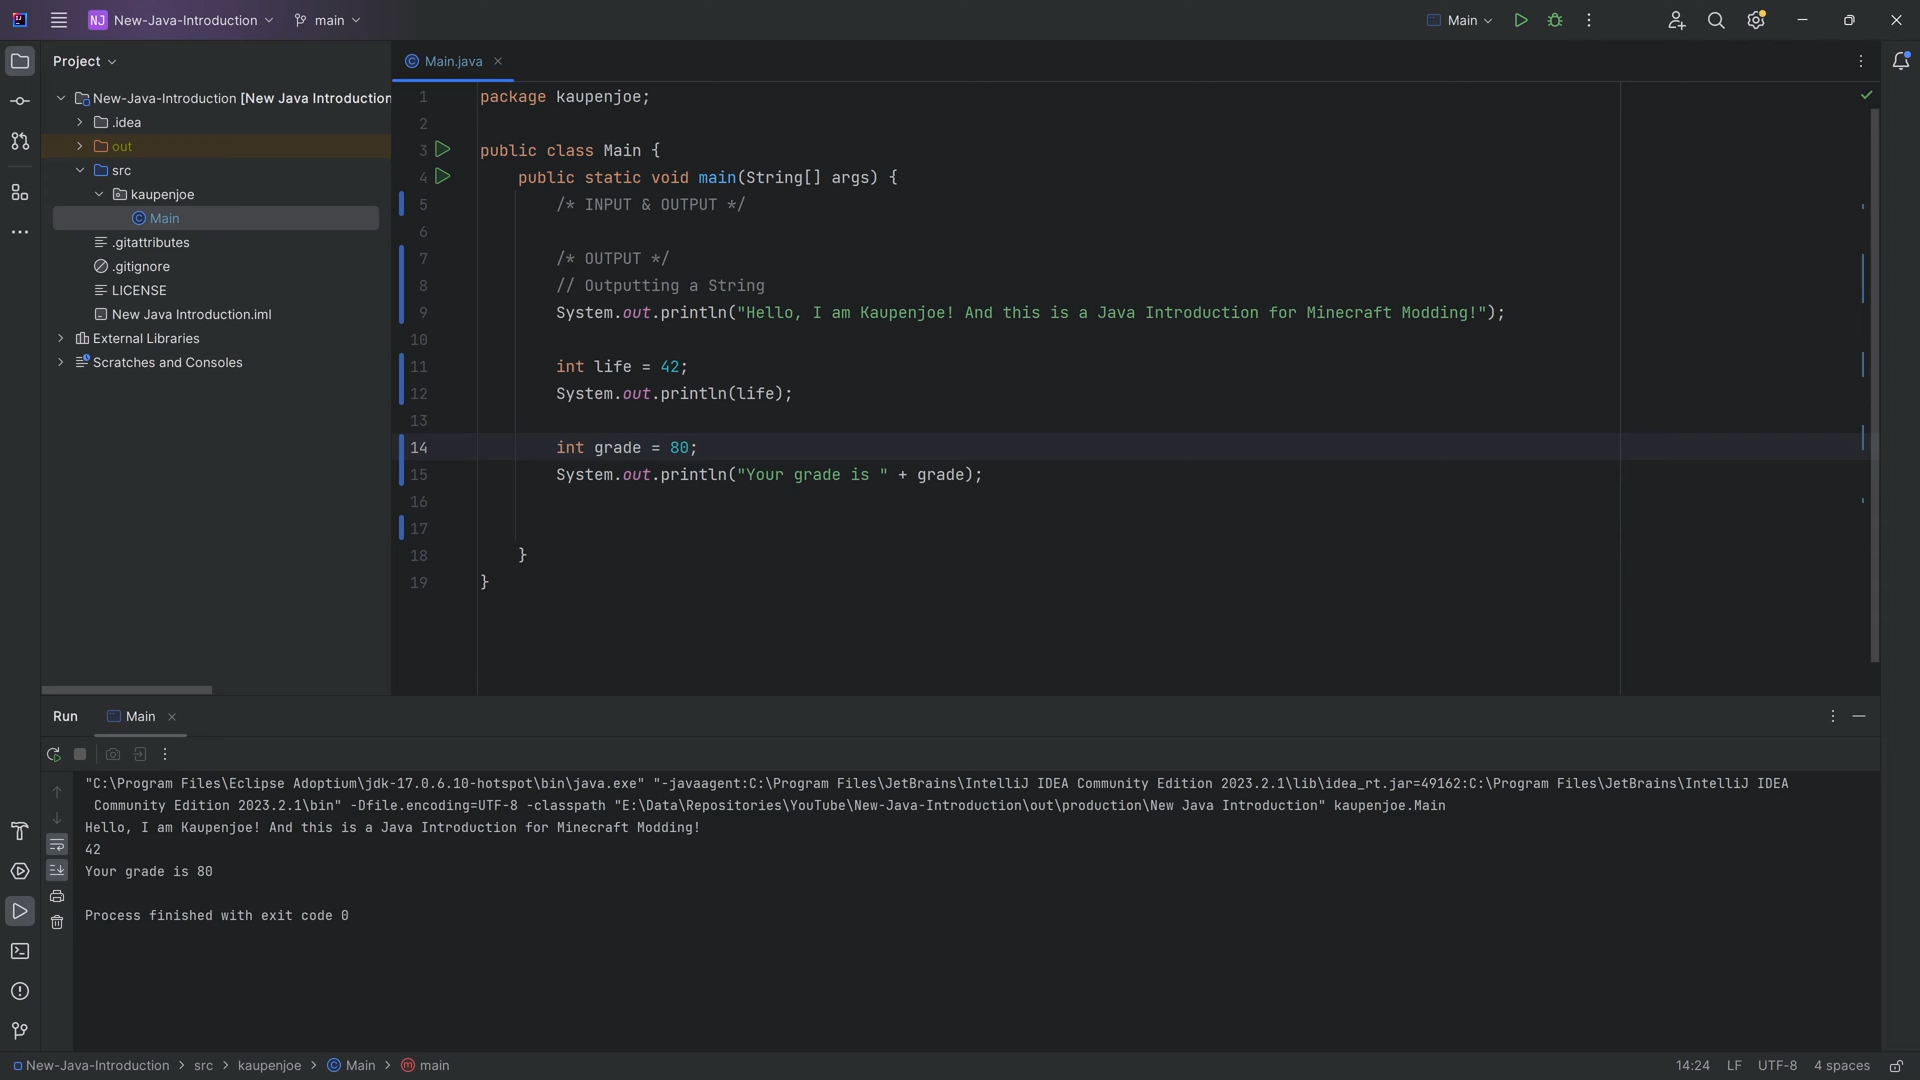 NJ New-Java-Introduction main Main
Project
Main.java
New-Java-Introduction [New Java Introduction
.idea
out
src
kaupenjoe
Main
.gitattributes
.gitignore
LICENSE
New Java Introduction.iml
External Libraries
Scratches and Consoles
1 package kaupenjoe;
2
3 public class Main {
4 public static void main(String[] args) {
5 /* INPUT & OUTPUT */
6
7 /* OUTPUT */
8 // Outputting a String
9 System.out.println("Hello, I am Kaupenjoe! And this is a Java Introduction for Minecraft Modding!");
10
11 int life = 42;
12 System.out.println(life);
13
14 int grade = 80;
15 System.out.println("Your grade is " + grade);
16
17
18 }
19 }
Run Main
"C:\Program Files\Eclipse Adoptium\jdk-17.0.6.10-hotspot\bin\java.exe" "-javaagent:C:\Program Files\JetBrains\IntelliJ IDEA Community Edition 2023.2.1\lib\idea_rt.jar=49162:C:\Program Files\JetBrains\IntelliJ IDEA
Community Edition 2023.2.1\bin" -Dfile.encoding=UTF-8 -classpath "E:\Data\Repositories\YouTube\New-Java-Introduction\out\production\New Java Introduction" kaupenjoe.Main
Hello, I am Kaupenjoe! And this is a Java Introduction for Minecraft Modding!
42
Your grade is 80
Process finished with exit code 0
New-Java-Introduction > src > kaupenjoe > Main > main 14:24 LF UTF-8 4 spaces